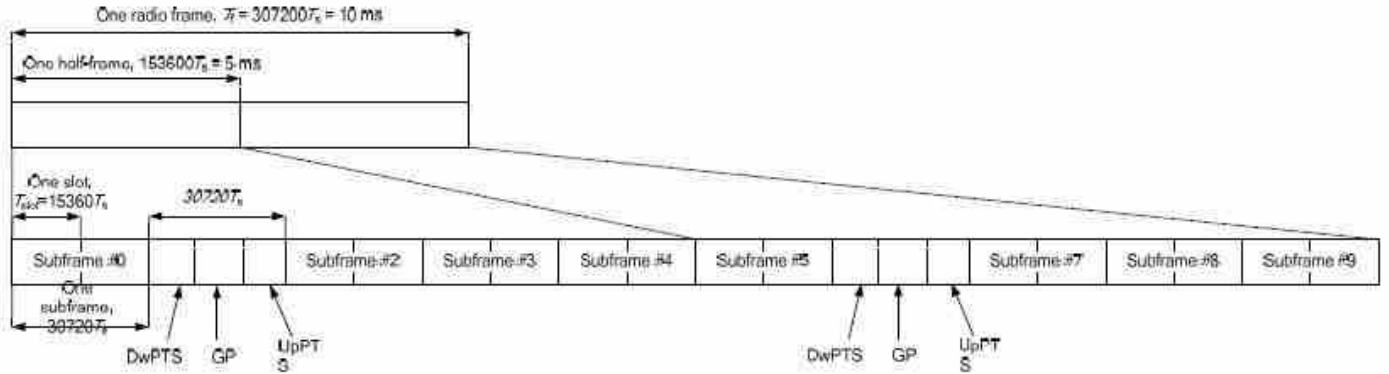 One radio frame, Tf = 307200Ts = 10 ms
One half-frame, 153600Ts = 5 ms
One slot,
Tslot=15360Ts
30720Ts
Subframe #0
Subframe #2
Subframe #3
Subframe #4
Subframe #5
Subframe #7
Subframe #8
Subframe #9
One
subframe,
30720Ts
DwPTS
GP
UpPT
S
DwPTS
GP
UpPT
S